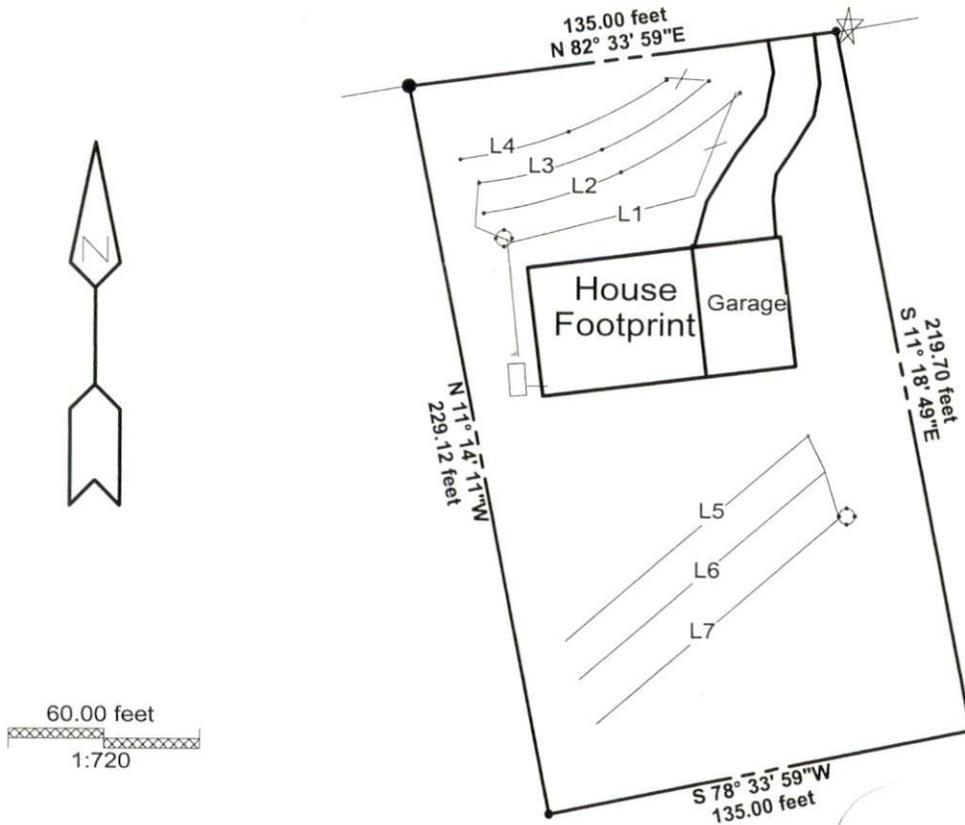 135.00 feet
N 82° 33' 59"E
N
L4
L3
L2
L1
House
Footprint
Garage
219.70 feet
S 11° 18' 49"E
N 11° 14' 11"W
229.12 feet
L5
L6
L7
60.00 feet
1:720
S 78° 33' 59"W
135.00 feet